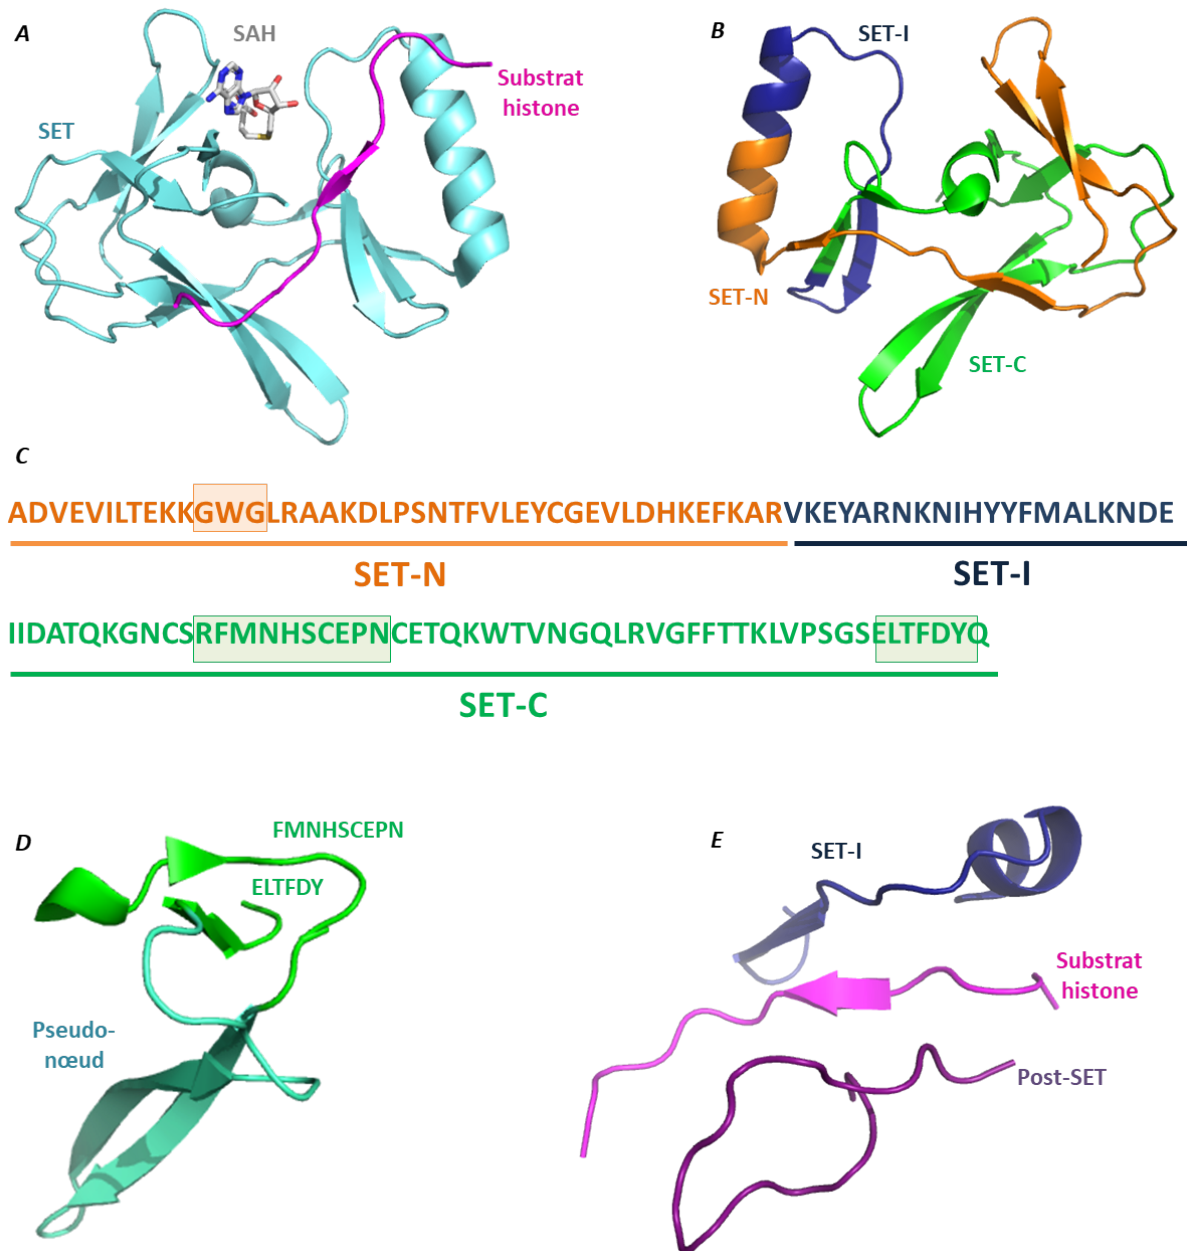 A
SAH
SET
Substrat
histone
B
SET-I
SET-N
SET-C
C
ADVEVILTEKKGWGLRAAKDLPSNTFVLEYCGEVLDHKEFKARVKEYARNKNIHYYFMALKNDE
SET-N
SET-I
IIDATQKGNCSRFMNHSCEPNCETQKWTVNGQLRVGFFTTKLVPSGSELTFDYQ
SET-C
D
FMNHSCEPN
ELTFDY
Pseudo-
nœud
E
SET-I
Substrat
histone
Post-SET